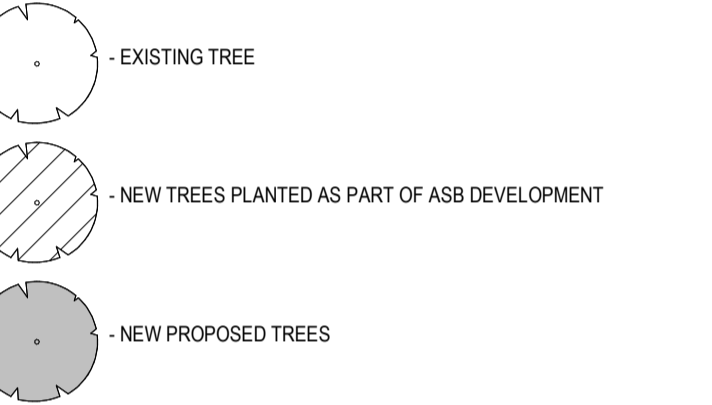 - EXISTING TREE
- NEW TREES PLANTED AS PART OF ASB DEVELOPMENT
- NEW PROPOSED TREES